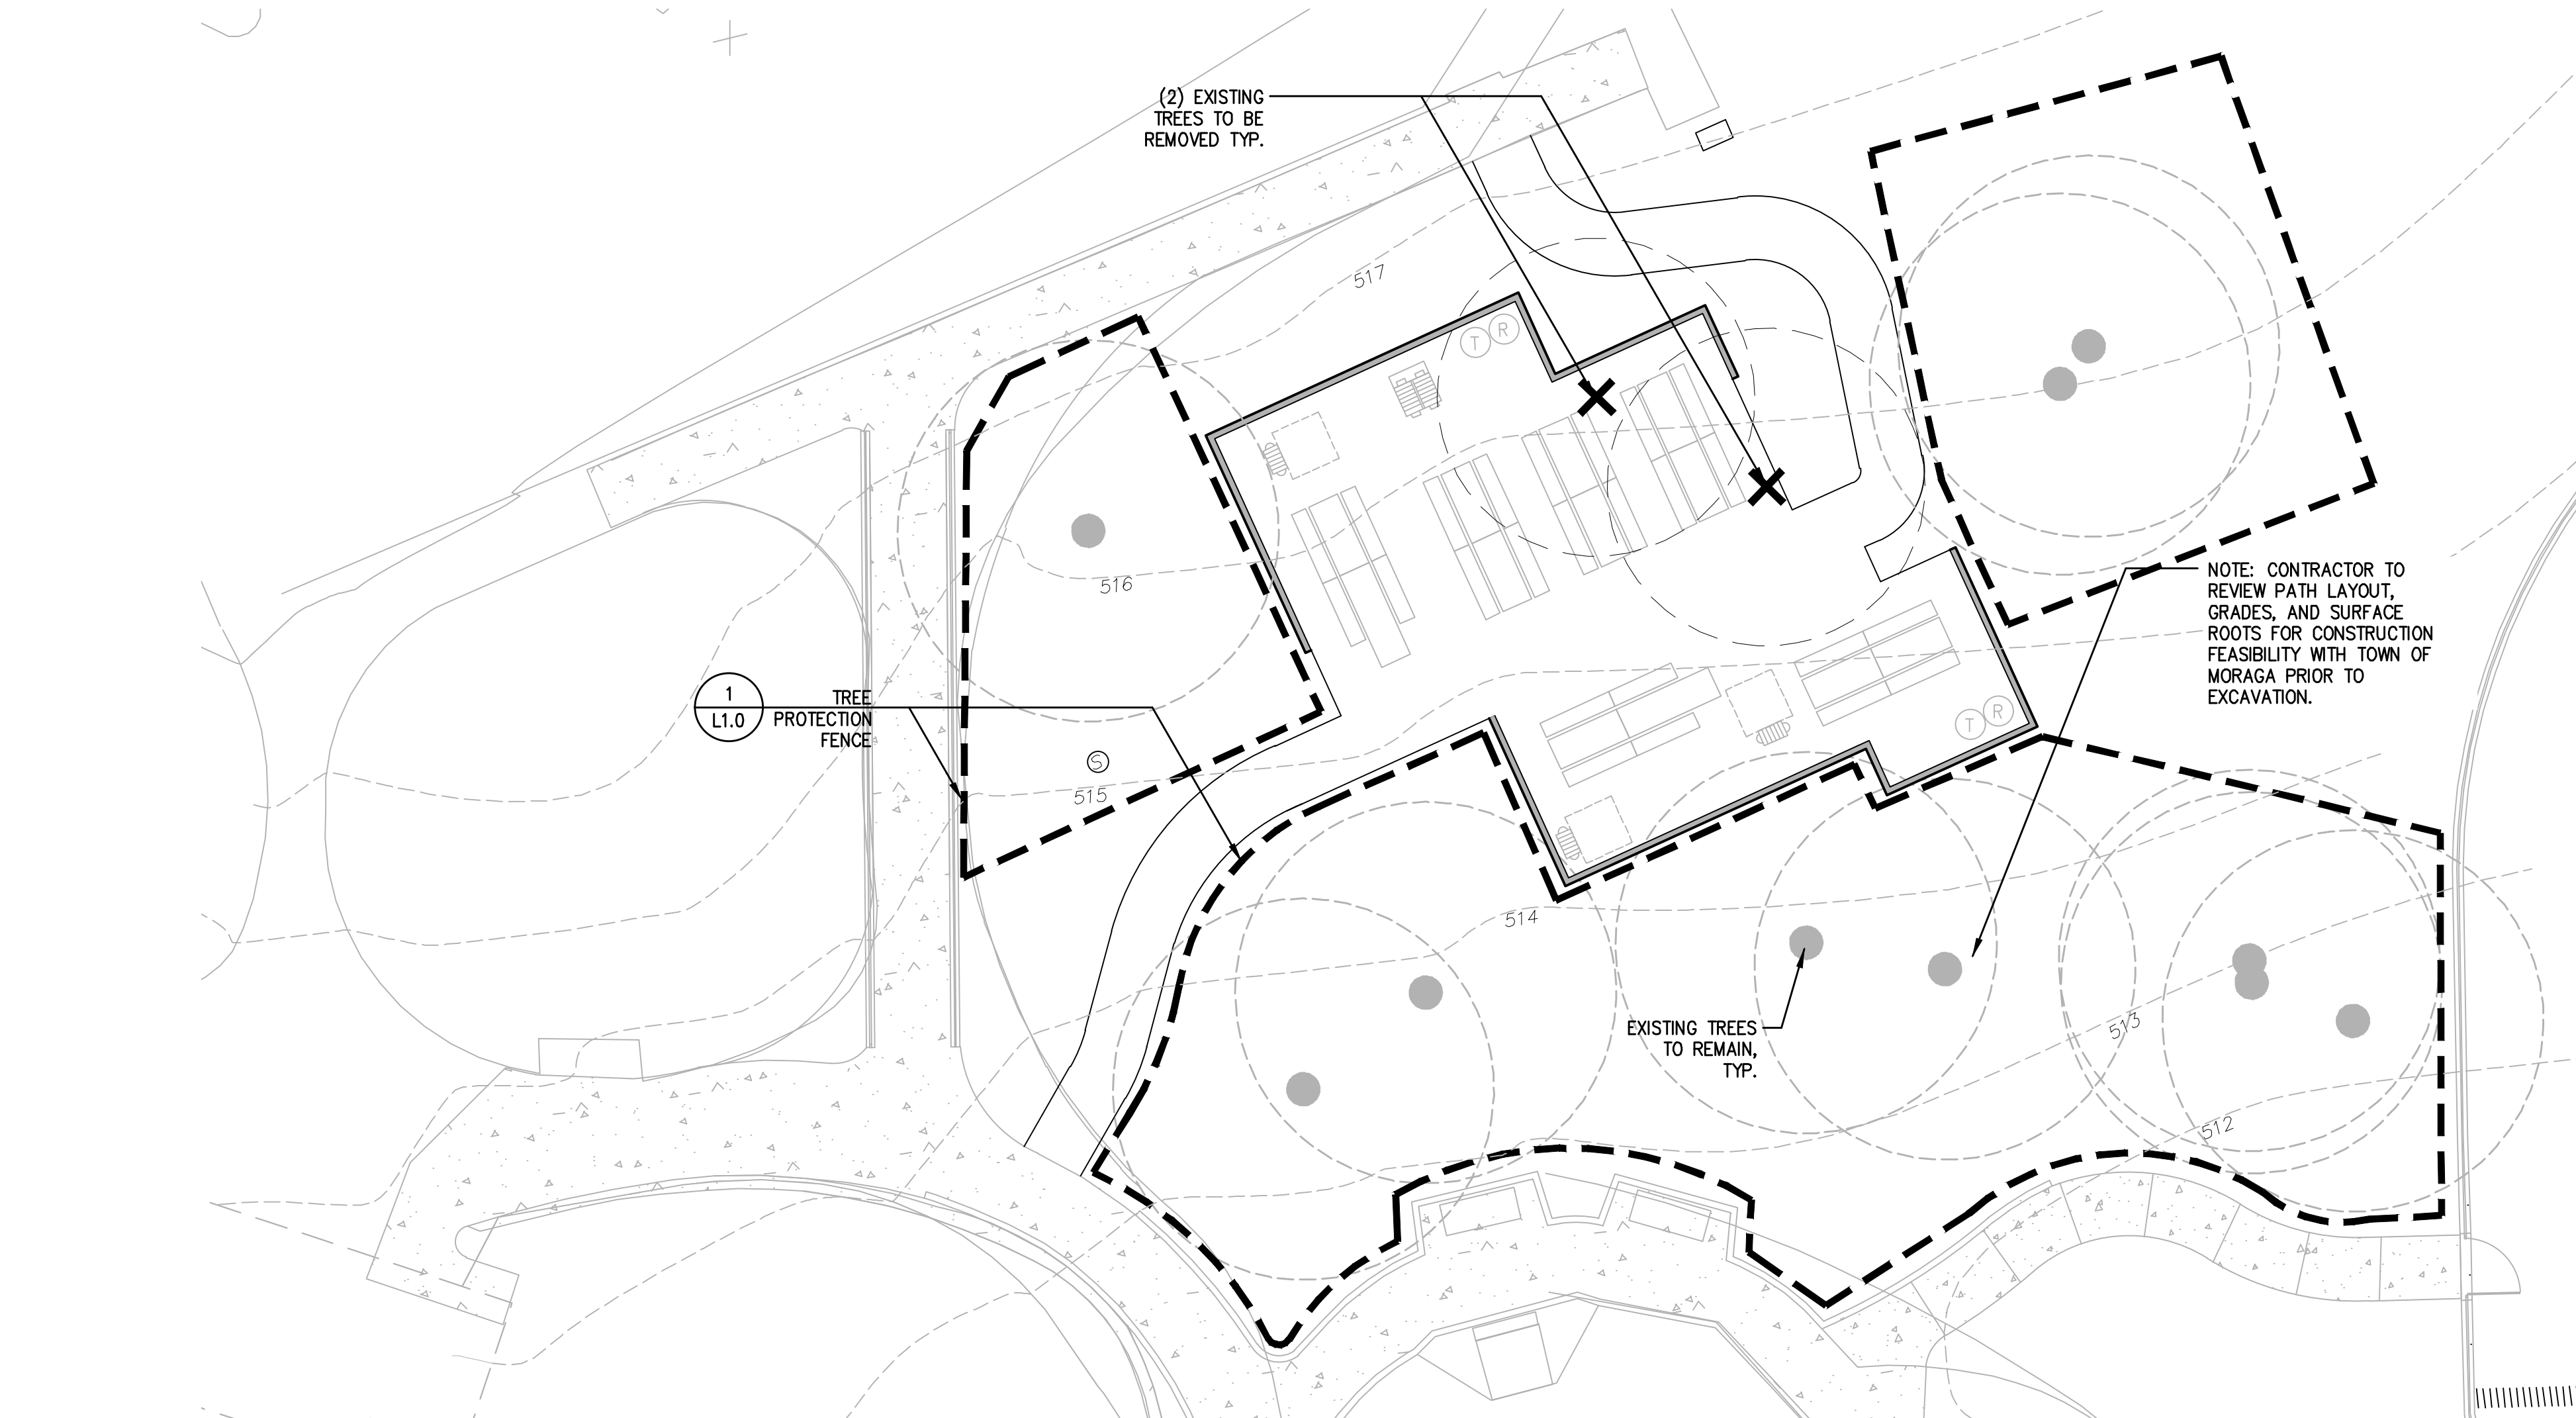 (2) EXISTING
TREES TO BE
REMOVED TYP.
517
T R
516
NOTE: CONTRACTOR TO
REVIEW PATH LAYOUT,
GRADES, AND SURFACE
ROOTS FOR CONSTRUCTION
FEASIBILITY WITH TOWN OF
MORAGA PRIOR TO
EXCAVATION.
1
L1.0
TREE
PROTECTION
FENCE
T R
S
515
514
EXISTING TREES
TO REMAIN,
TYP.
513
512